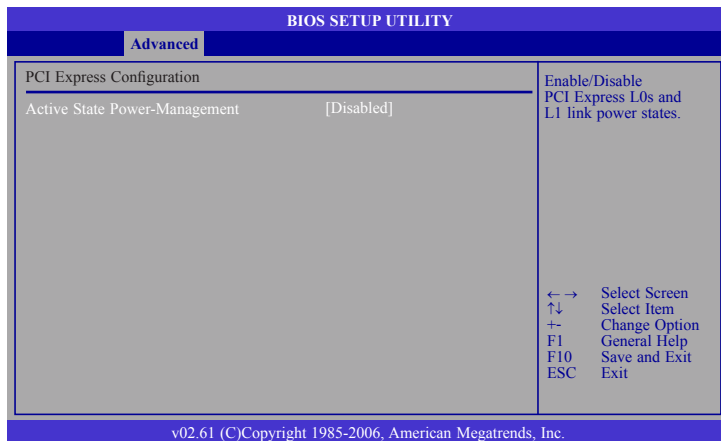 BIOS SETUP UTILITY
Advanced
PCI Express Configuration
Active State Power-Management [Disabled]
Enable/Disable
PCI Express L0s and
L1 link power states.
←→ Select Screen
↑↓ Select Item
+- Change Option
F1 General Help
F10 Save and Exit
ESC Exit
v02.61 (C)Copyright 1985-2006, American Megatrends, Inc.